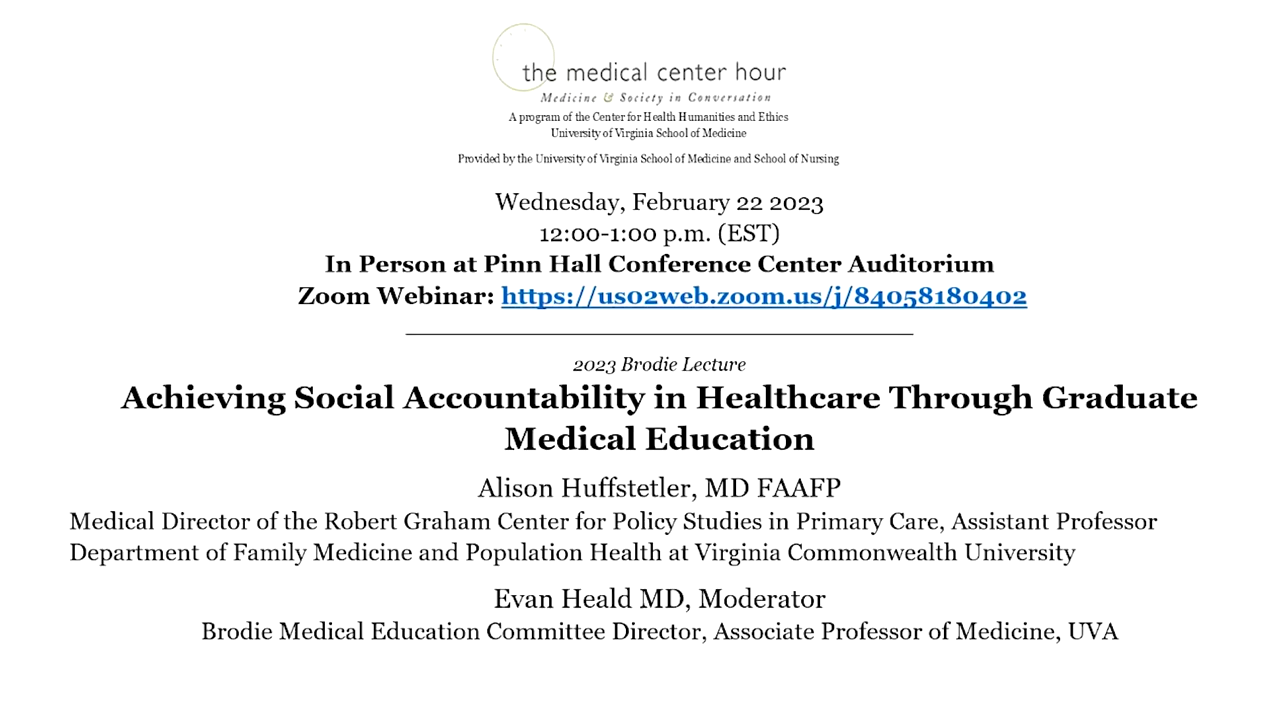 the medical center hour
Medicine & Society in Conversation
A program of the Center for Health Humanities and Ethics
University of Virginia School of Medicine
Provided by the University of Virginia School of Medicine and School of Nursing
Wednesday, February 22 2023
12:00-1:00 p.m. (EST)
In Person at Pinn Hall Conference Center Auditorium
Zoom Webinar: https://us02web.zoom.us/j/84058180402
2023 Brodie Lecture
Achieving Social Accountability in Healthcare Through Graduate
Medical Education
Alison Huffstetler, MD FAAFP
Medical Director of the Robert Graham Center for Policy Studies in Primary Care, Assistant Professor
Department of Family Medicine and Population Health at Virginia Commonwealth University
Evan Heald MD, Moderator
Brodie Medical Education Committee Director, Associate Professor of Medicine, UVA